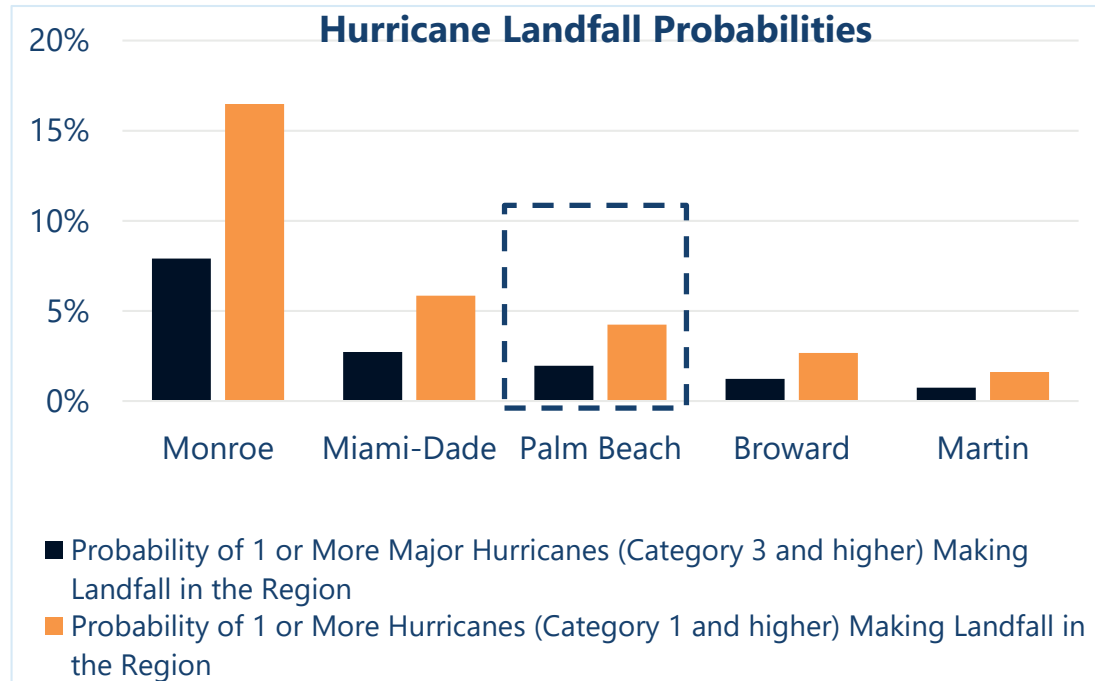 Hurricane Landfall Probabilities
20%
15%
10%
5%
0%
Monroe Miami-Dade Palm Beach Broward Martin
Probability of 1 or More Major Hurricanes (Category 3 and higher) Making
Landfall in the Region
Probability of 1 or More Hurricanes (Category 1 and higher) Making Landfall in
the Region